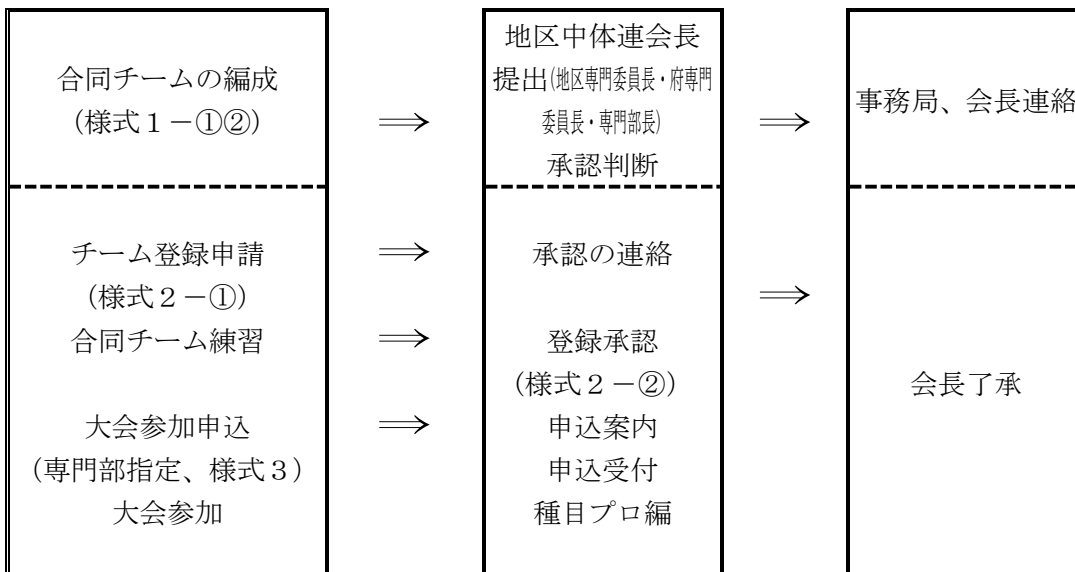 合同チームの編成
(様式１－①②)
⇒
地区中体連会長
提出(地区専門委員長・府専門
委員長・専門部長)
承認判断
⇒
事務局、会長連絡
チーム登録申請
(様式２－①)
合同チーム練習
大会参加申込
(専門部指定、様式３)
大会参加
⇒
⇒
⇒
承認の連絡
登録承認
(様式２－②)
申込案内
申込受付
種目プロ編
⇒
会長了承